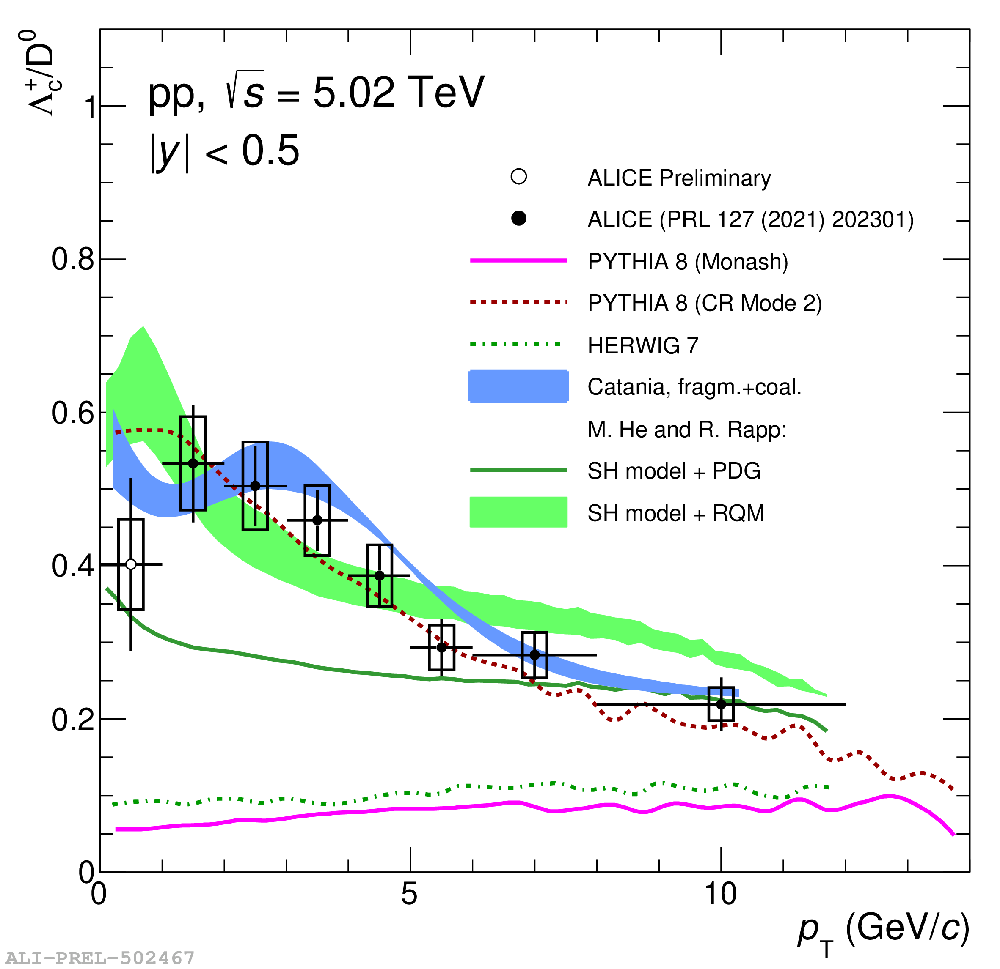 Λc+/D0
pp, √s = 5.02 TeV
|y| < 0.5
ALICE Preliminary
ALICE (PRL 127 (2021) 202301)
PYTHIA 8 (Monash)
PYTHIA 8 (CR Mode 2)
HERWIG 7
Catania, fragm.+coal.
M. He and R. Rapp:
SH model + PDG
SH model + RQM
1
0.8
0.6
0.4
0.2
0
0 5 10
pT (GeV/c)
ALI-PREL-502467